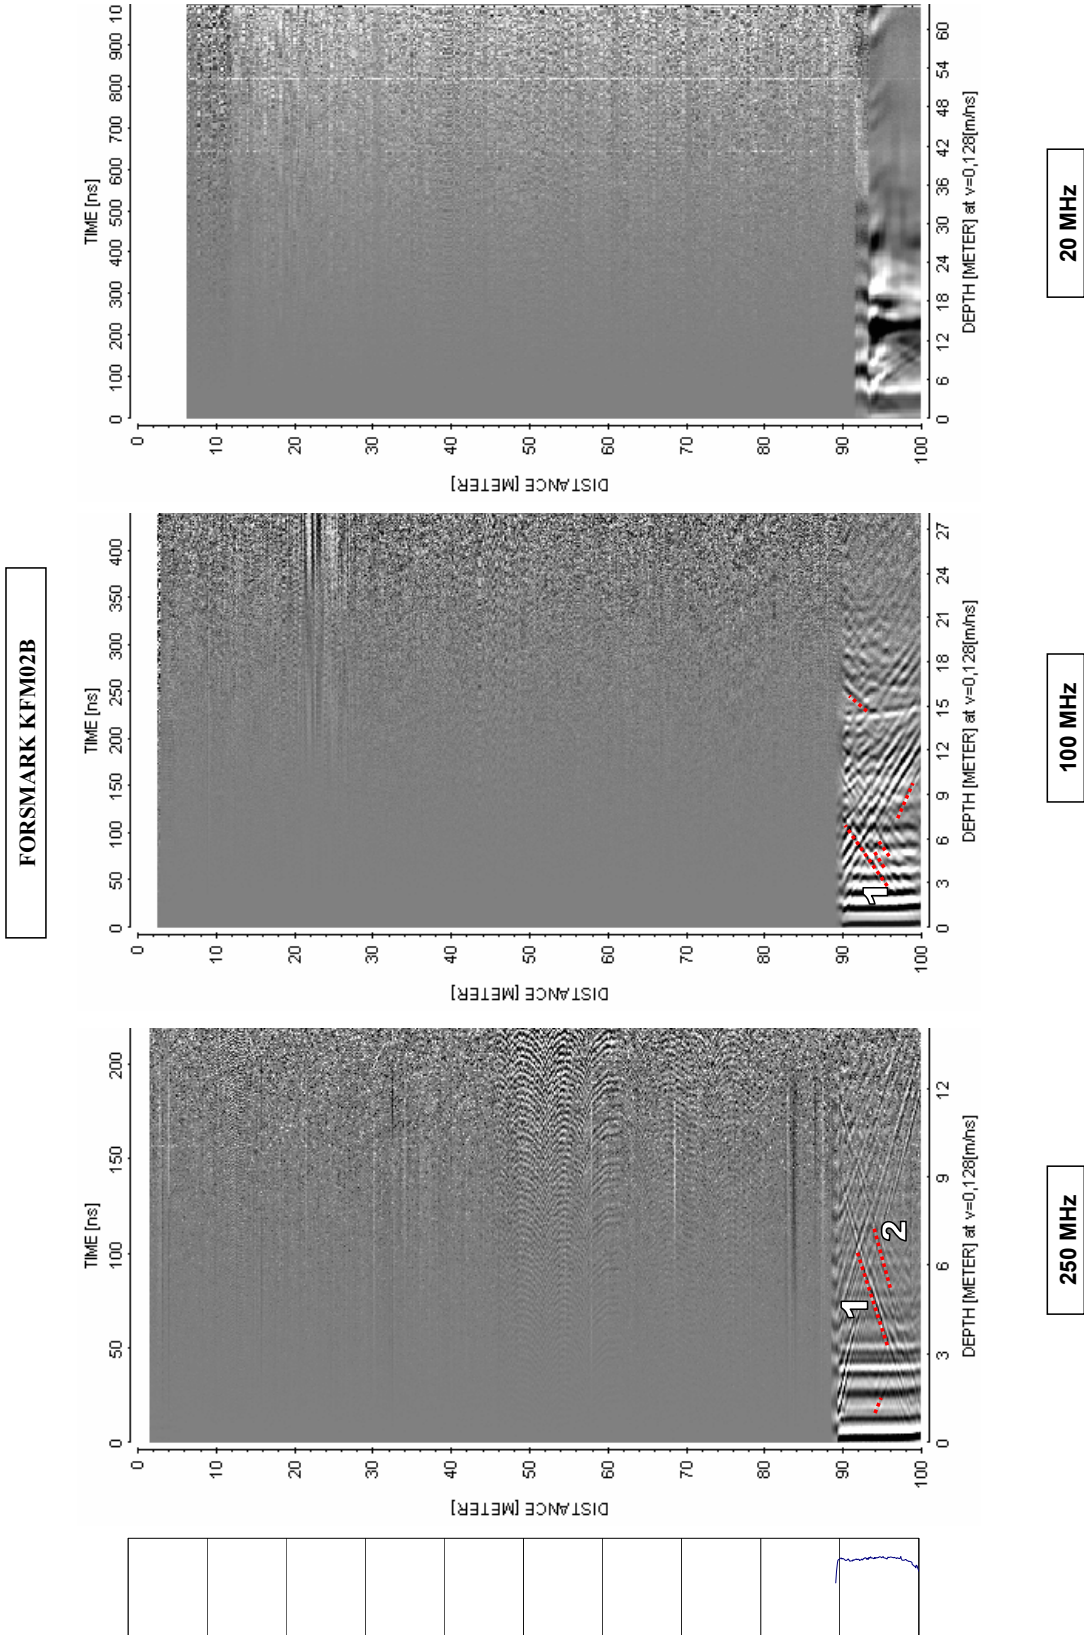 FORSMARK KFM02B
TIME [ns]
0 50 100 150 200
0 10 20 30 40 50 60 70 80 90 100
DISTANCE [METER]
1
2
0 3 6 9 12
DEPTH [METER] at v=0,128[m/ns]
250 MHz
TIME [ns]
0 50 100 150 200 250 300 350 400
0 10 20 30 40 50 60 70 80 90 100
DISTANCE [METER]
1
0 3 6 9 12 15 18 21 24 27
DEPTH [METER] at v=0,128[m/ns]
100 MHz
TIME [ns]
0 100 200 300 400 500 600 700 800 900 10
0 10 20 30 40 50 60 70 80 90 100
DISTANCE [METER]
0 6 12 18 24 30 36 42 48 54 60
DEPTH [METER] at v=0,128[m/ns]
20 MHz